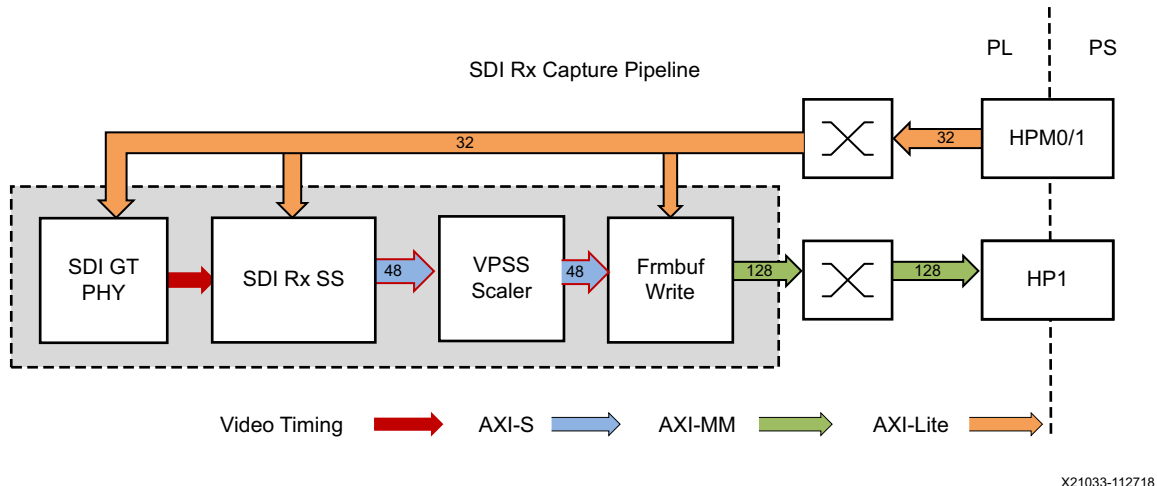 PL
PS
SDI Rx Capture Pipeline
32
32
HPM0/1
SDI GT
PHY
SDI Rx SS
48
VPSS
Scaler
48
Frmbuf
Write
128
128
HP1
Video Timing
AXI-S
AXI-MM
AXI-Lite
X21033-112718